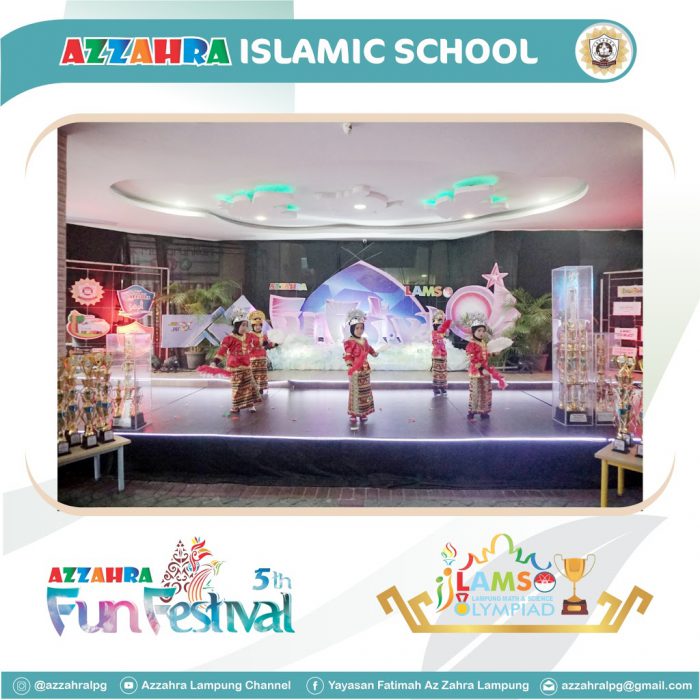 AZZAHRA ISLAMIC SCHOOL
AZZAHRA
LAMSO
AZZAHRA
Fun Festival 5th
LAMSO
LAMPUNG MATH & SCIENCE
OLYMPIAD
@azzahralpg
Azzahra Lampung Channel
Yayasan Fatimah Az Zahra Lampung
azzahralpg@gmail.com